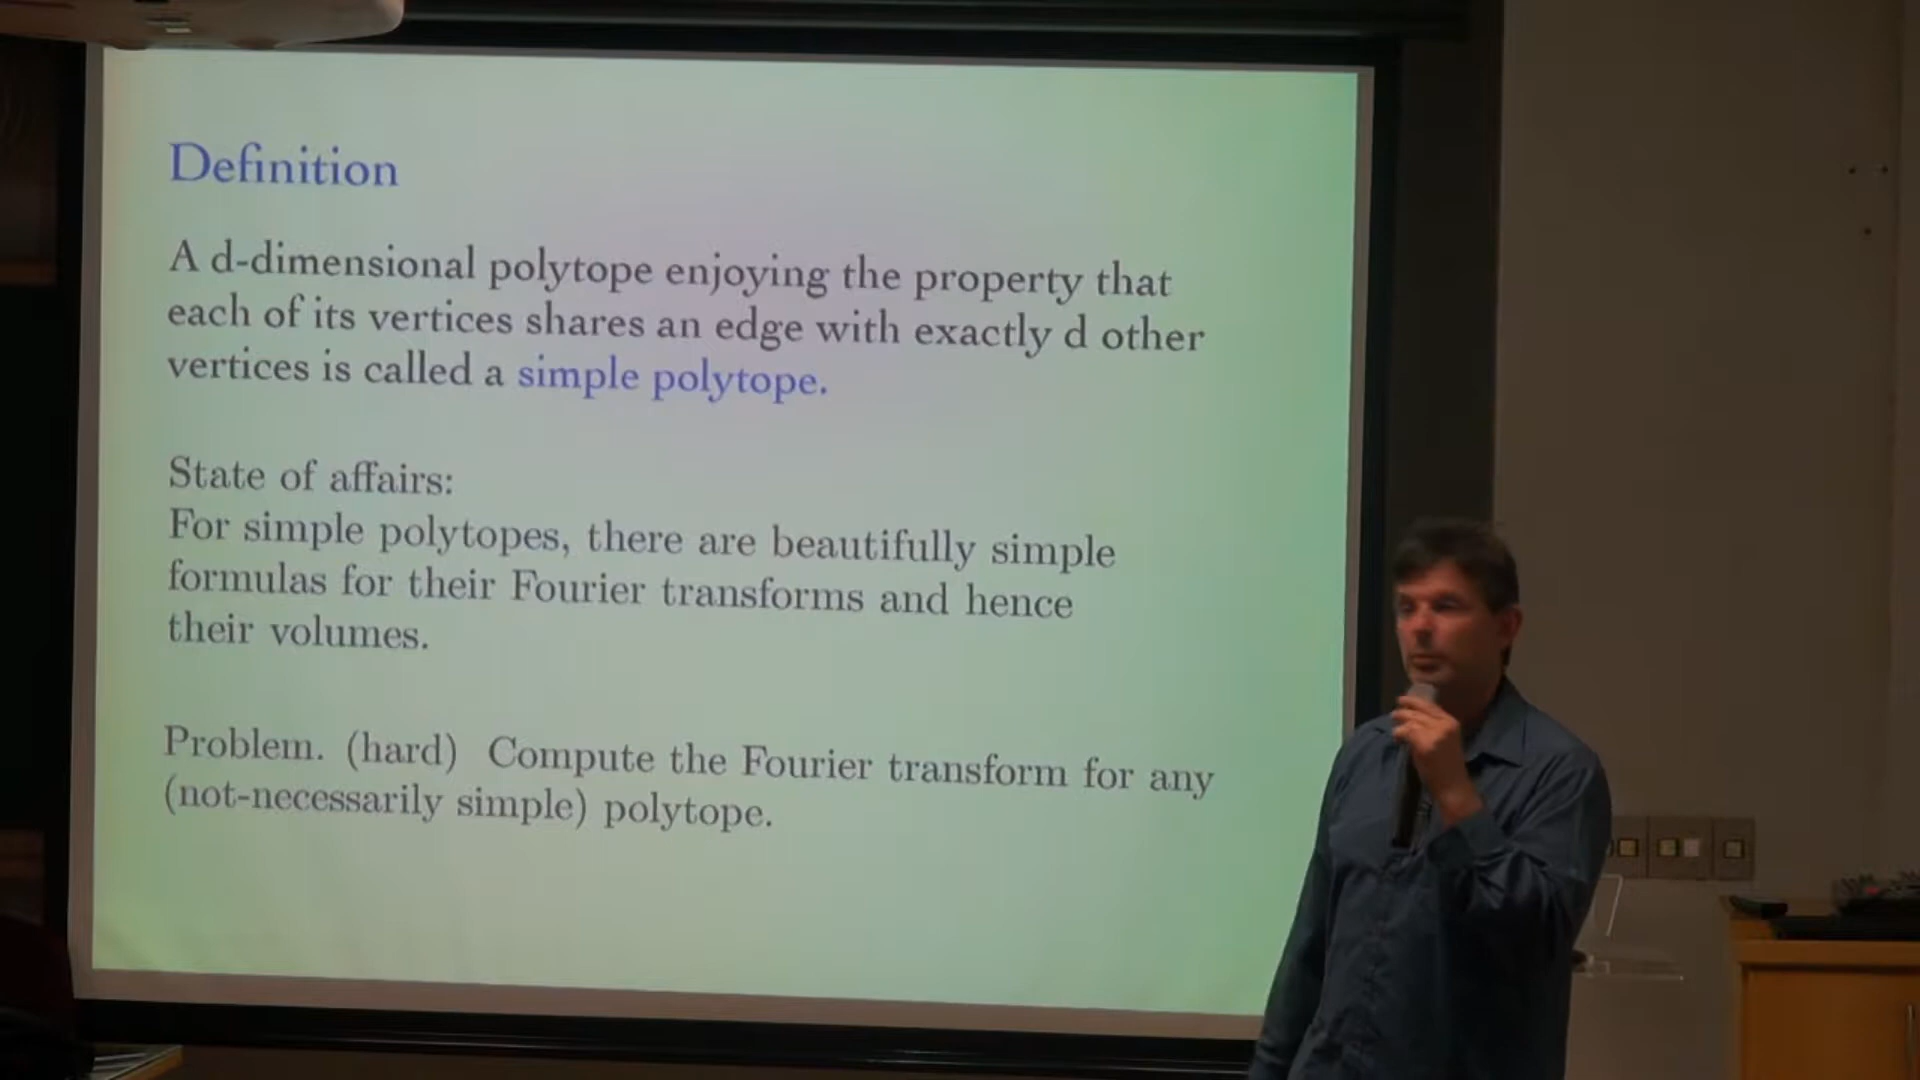 Definition
A d-dimensional polytope enjoying the property that
each of its vertices shares an edge with exactly d other
vertices is called a simple polytope.
State of affairs:
For simple polytopes, there are beautifully simple
formulas for their Fourier transforms and hence
their volumes.
Problem. (hard) Compute the Fourier transform for any
(not-necessarily simple) polytope.